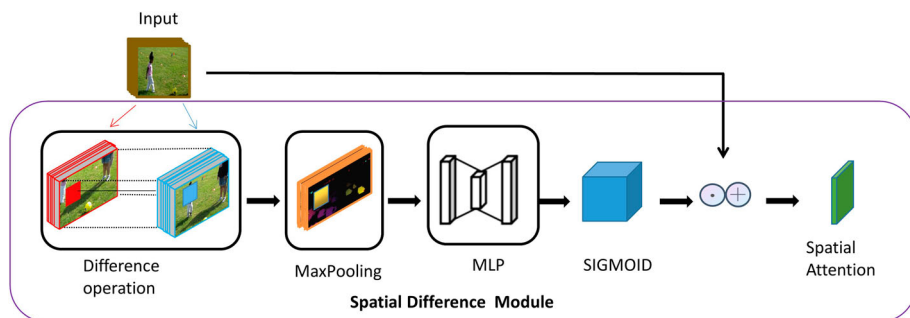 Input
Difference
operation
MaxPooling
MLP
SIGMOID
Spatial
Attention
Spatial Difference Module